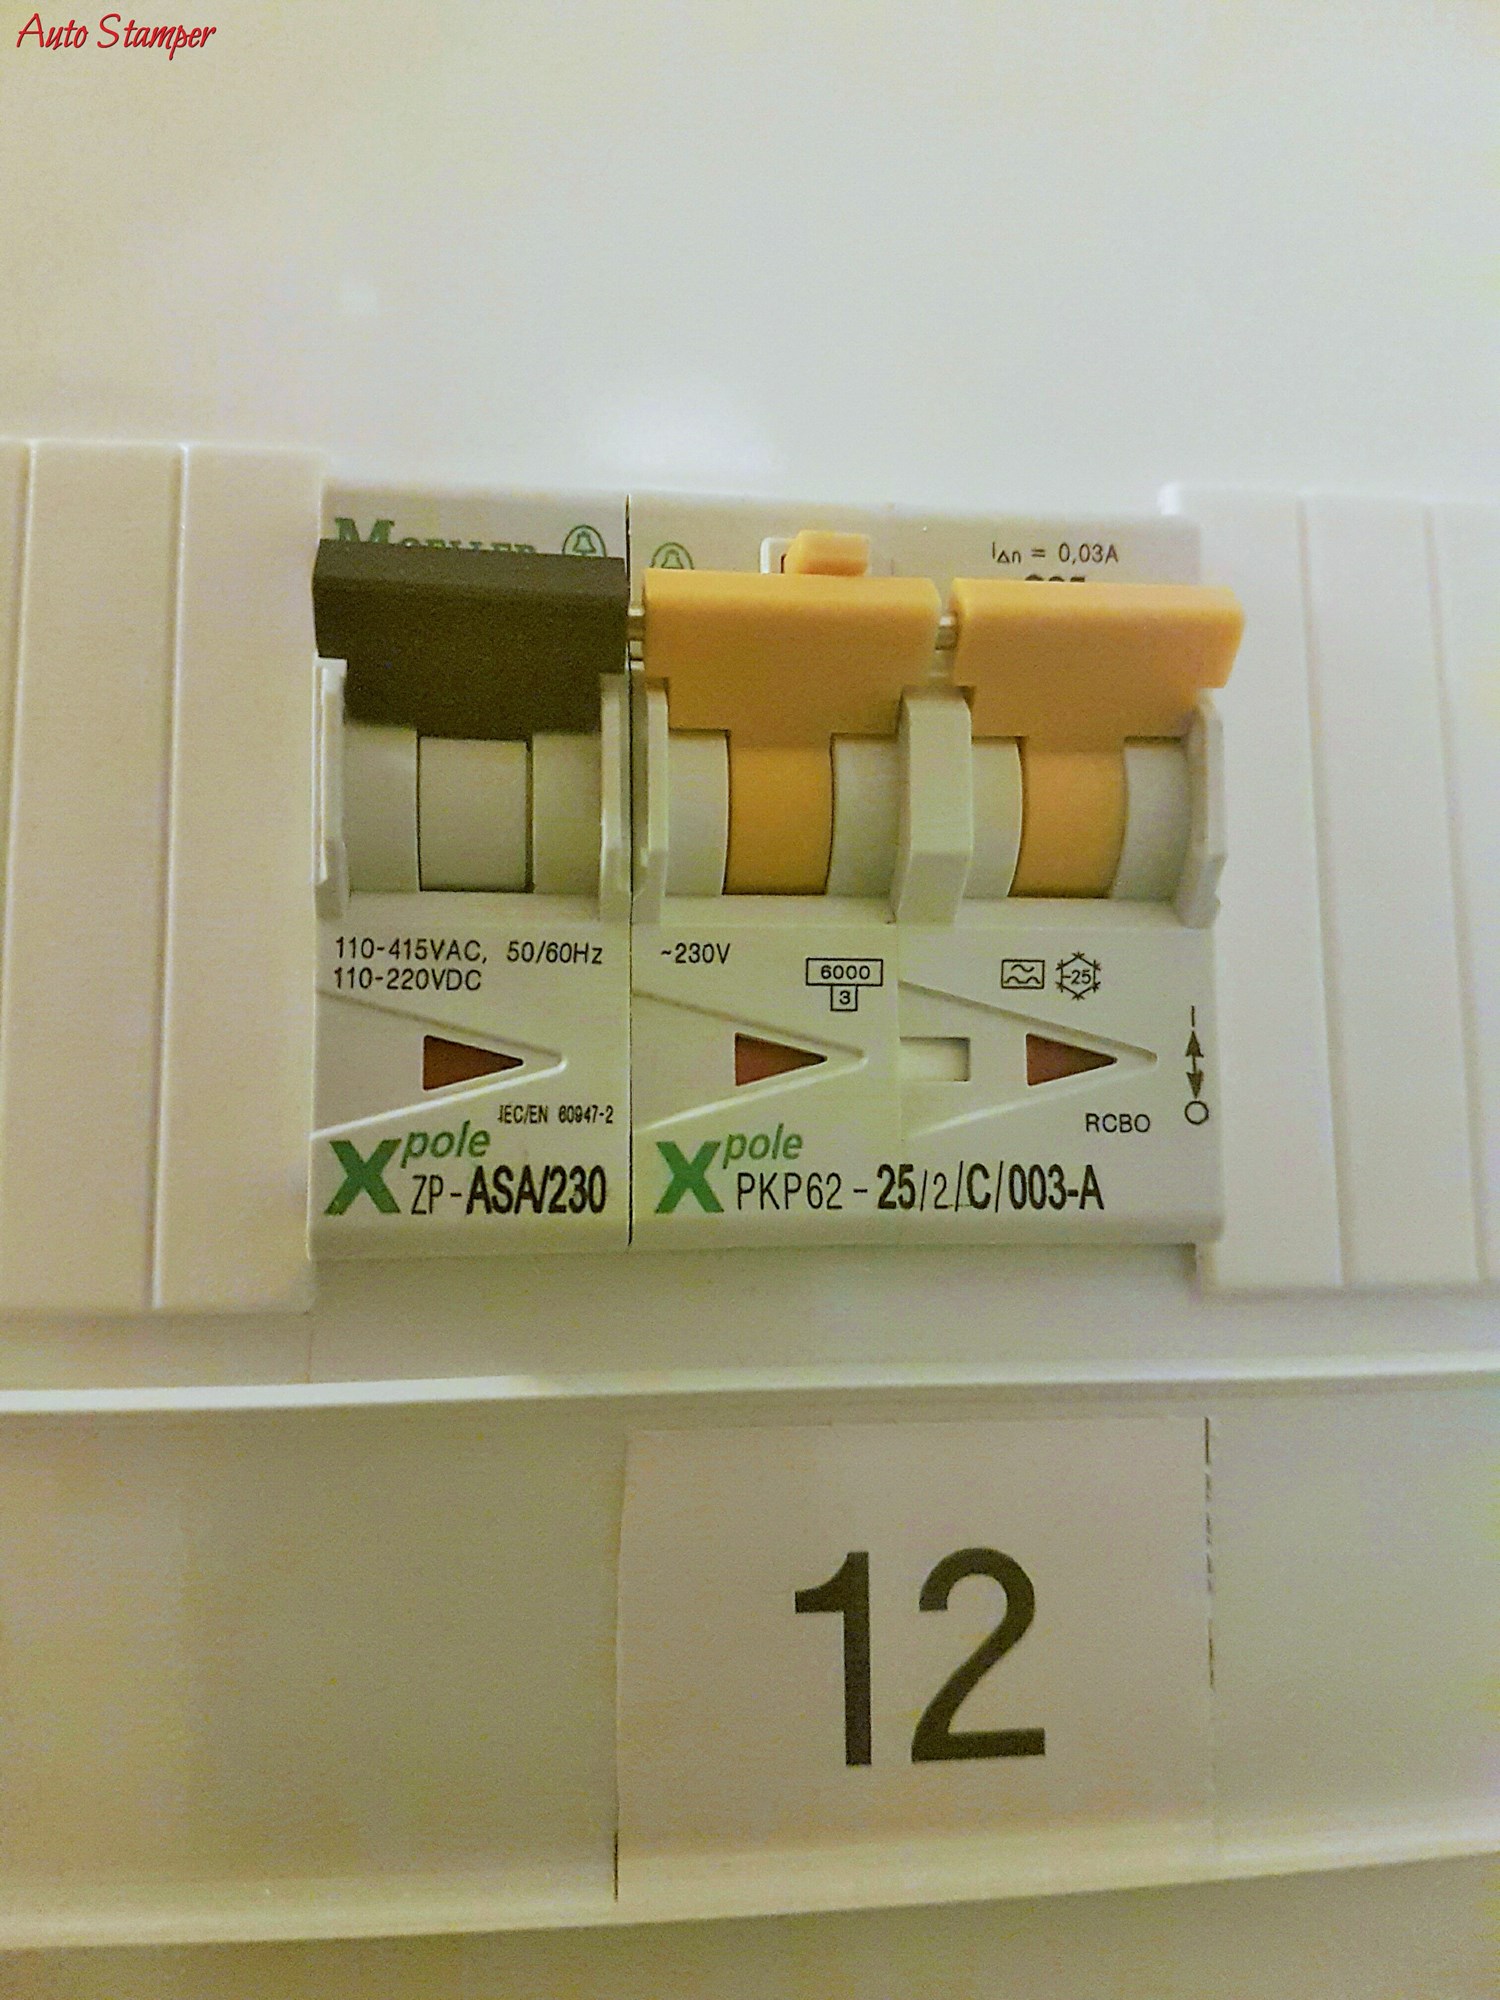 Auto Stamper
MOELLER
I∆n = 0,03A
110-415VAC, 50/60Hz
110-220VDC
IEC/EN 60947-2
Xpole
ZP-ASA/230
~230V
6000
3
-25
I
O
RCBO
Xpole
PKP62-25/2/C/003-A
12